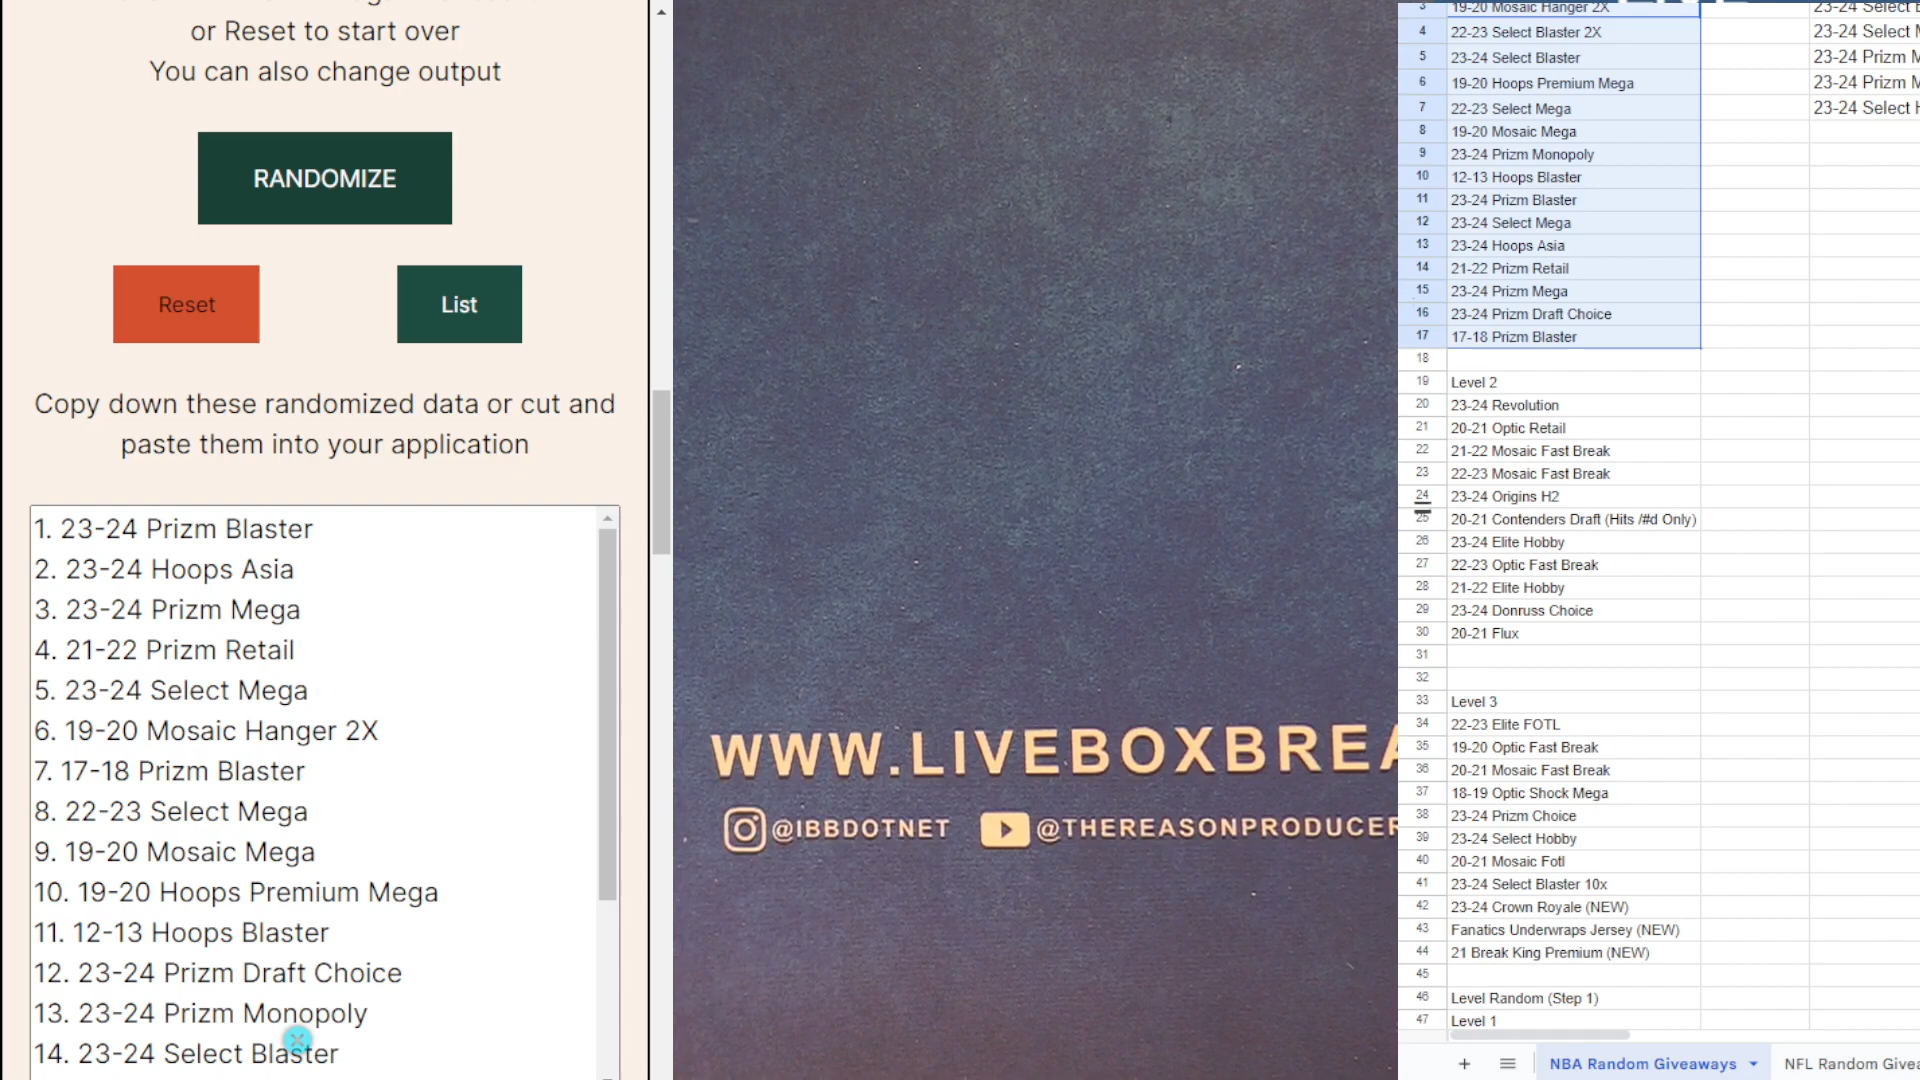 or Reset to start over
You can also change output
RANDOMIZE
Reset
List
Copy down these randomized data or cut and
paste them into your application
1. 23-24 Prizm Blaster
2. 23-24 Hoops Asia
3. 23-24 Prizm Mega
4. 21-22 Prizm Retail
5. 23-24 Select Mega
6. 19-20 Mosaic Hanger 2X
7. 17-18 Prizm Blaster
8. 22-23 Select Mega
9. 19-20 Mosaic Mega
10. 19-20 Hoops Premium Mega
11. 12-13 Hoops Blaster
12. 23-24 Prizm Draft Choice
13. 23-24 Prizm Monopoly
14. 23-24 Select Blaster
WWW.LIVEBOXBREA
@IBBDOTNET @THEREASONPRODUCER
3 19-20 Mosaic Hanger 2X 23-24 Select
4 22-23 Select Blaster 2X 23-24 Select M
5 23-24 Select Blaster 23-24 Prizm M
6 19-20 Hoops Premium Mega 23-24 Prizm M
7 22-23 Select Mega 23-24 Select H
8 19-20 Mosaic Mega
9 23-24 Prizm Monopoly
10 12-13 Hoops Blaster
11 23-24 Prizm Blaster
12 23-24 Select Mega
13 23-24 Hoops Asia
14 21-22 Prizm Retail
15 23-24 Prizm Mega
16 23-24 Prizm Draft Choice
17 17-18 Prizm Blaster
18
19 Level 2
20 23-24 Revolution
21 20-21 Optic Retail
22 21-22 Mosaic Fast Break
23 22-23 Mosaic Fast Break
24 23-24 Origins H2
25 20-21 Contenders Draft (Hits /#d Only)
26 23-24 Elite Hobby
27 22-23 Optic Fast Break
28 21-22 Elite Hobby
29 23-24 Donruss Choice
30 20-21 Flux
31
32
33 Level 3
34 22-23 Elite FOTL
35 19-20 Optic Fast Break
36 20-21 Mosaic Fast Break
37 18-19 Optic Shock Mega
38 23-24 Prizm Choice
39 23-24 Select Hobby
40 20-21 Mosaic Fotl
41 23-24 Select Blaster 10x
42 23-24 Crown Royale (NEW)
43 Fanatics Underwraps Jersey (NEW)
44 21 Break King Premium (NEW)
45
46 Level Random (Step 1)
47 Level 1
NBA Random Giveaways NFL Random Givea